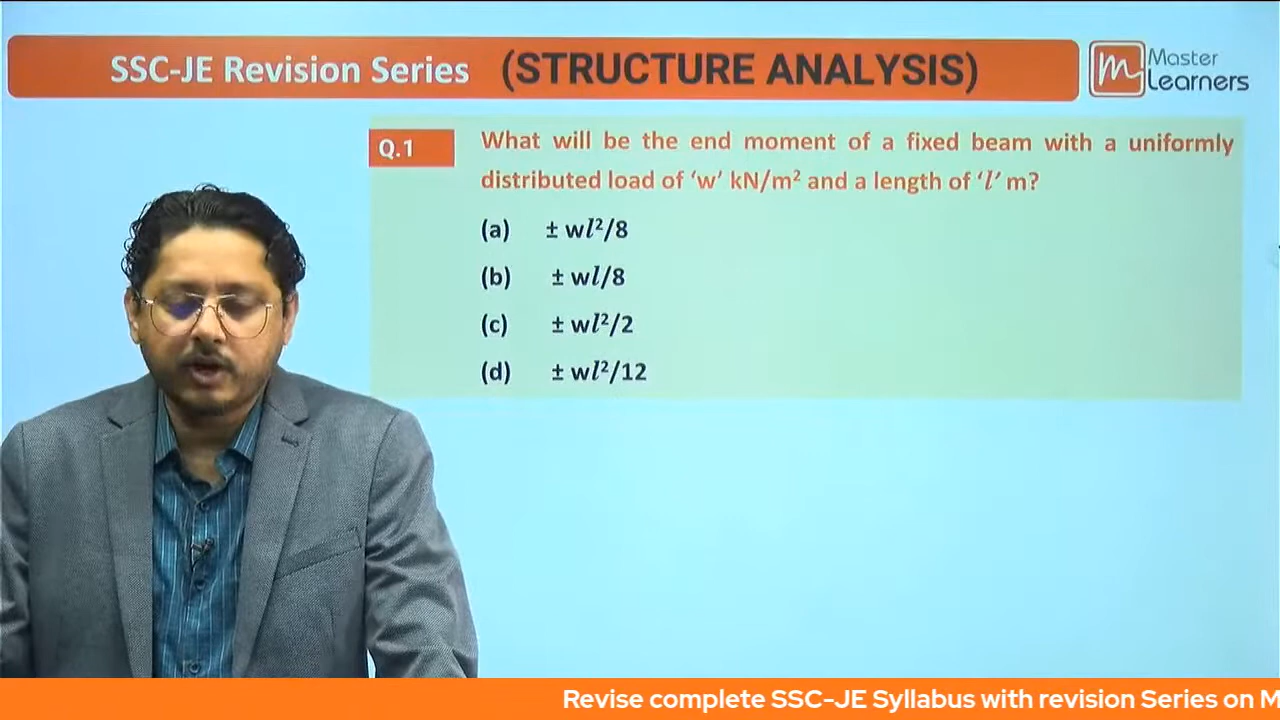 SSC-JE Revision Series (STRUCTURE ANALYSIS)
Master
Learners
Q.1 What will be the end moment of a fixed beam with a uniformly
distributed load of ‘w’ kN/m² and a length of ‘l’ m?
(a) ± wl²/8
(b) ± wl/8
(c) ± wl²/2
(d) ± wl²/12
Revise complete SSC-JE Syllabus with revision Series on M